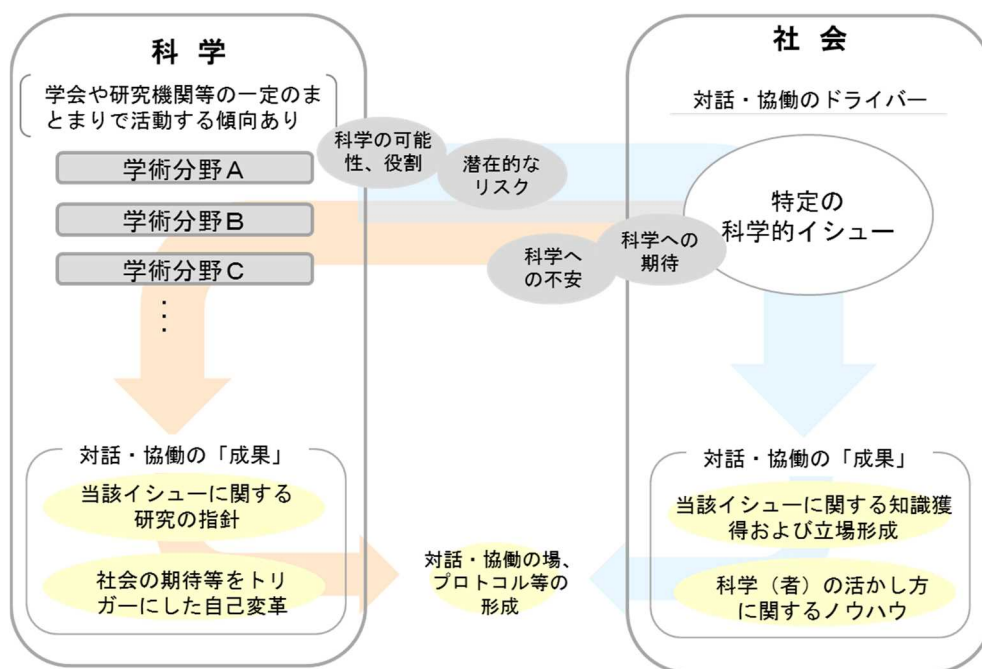 科 学
学会や研究機関等の一定のま
とまりで活動する傾向あり
学術分野A
学術分野B
学術分野C
・・・
対話・協働の「成果」
当該イシューに関する
研究の指針
社会の期待等をトリ
ガーにした自己変革
科学の可能
性、役割
潜在的な
リスク
科学への
期待
科学へ
の不安
対話・協働の場、
プロトコル等の
形成
社 会
対話・協働のドライバー
特定の
科学的イシュー
対話・協働の「成果」
当該イシューに関する知識獲
得および立場形成
科学（者）の活かし方
に関するノウハウ